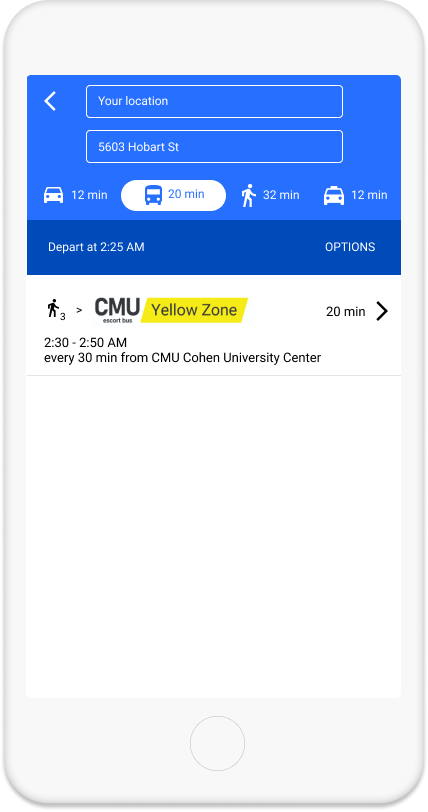 Your location
5603 Hobart St
12 min 20 min 32 min 12 min
Depart at 2:25 AM OPTIONS
3 > CMU escort bus Yellow Zone 20 min
2:30 - 2:50 AM
every 30 min from CMU Cohen University Center